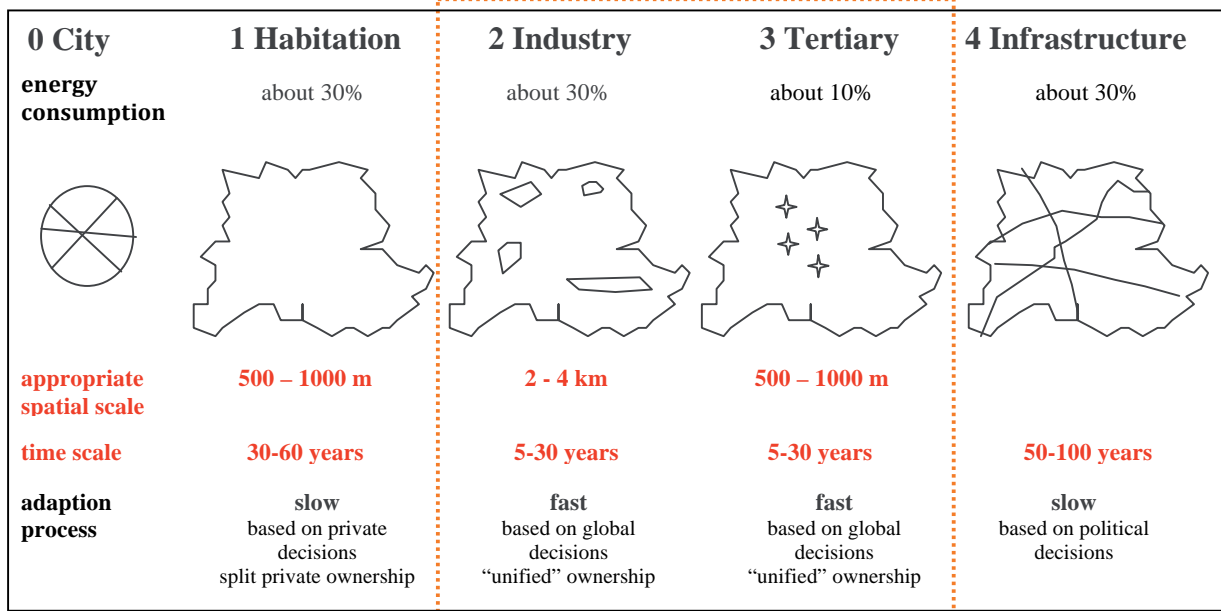 0 City
1 Habitation
2 Industry
3 Tertiary
4 Infrastructure
energy
consumption
about 30%
about 30%
about 10%
about 30%
appropriate
spatial scale
500 – 1000 m
2 - 4 km
500 – 1000 m
time scale
30-60 years
5-30 years
5-30 years
50-100 years
adaption
process
slow
based on private
decisions
split private ownership
fast
based on global
decisions
“unified” ownership
fast
based on global
decisions
“unified” ownership
slow
based on political
decisions